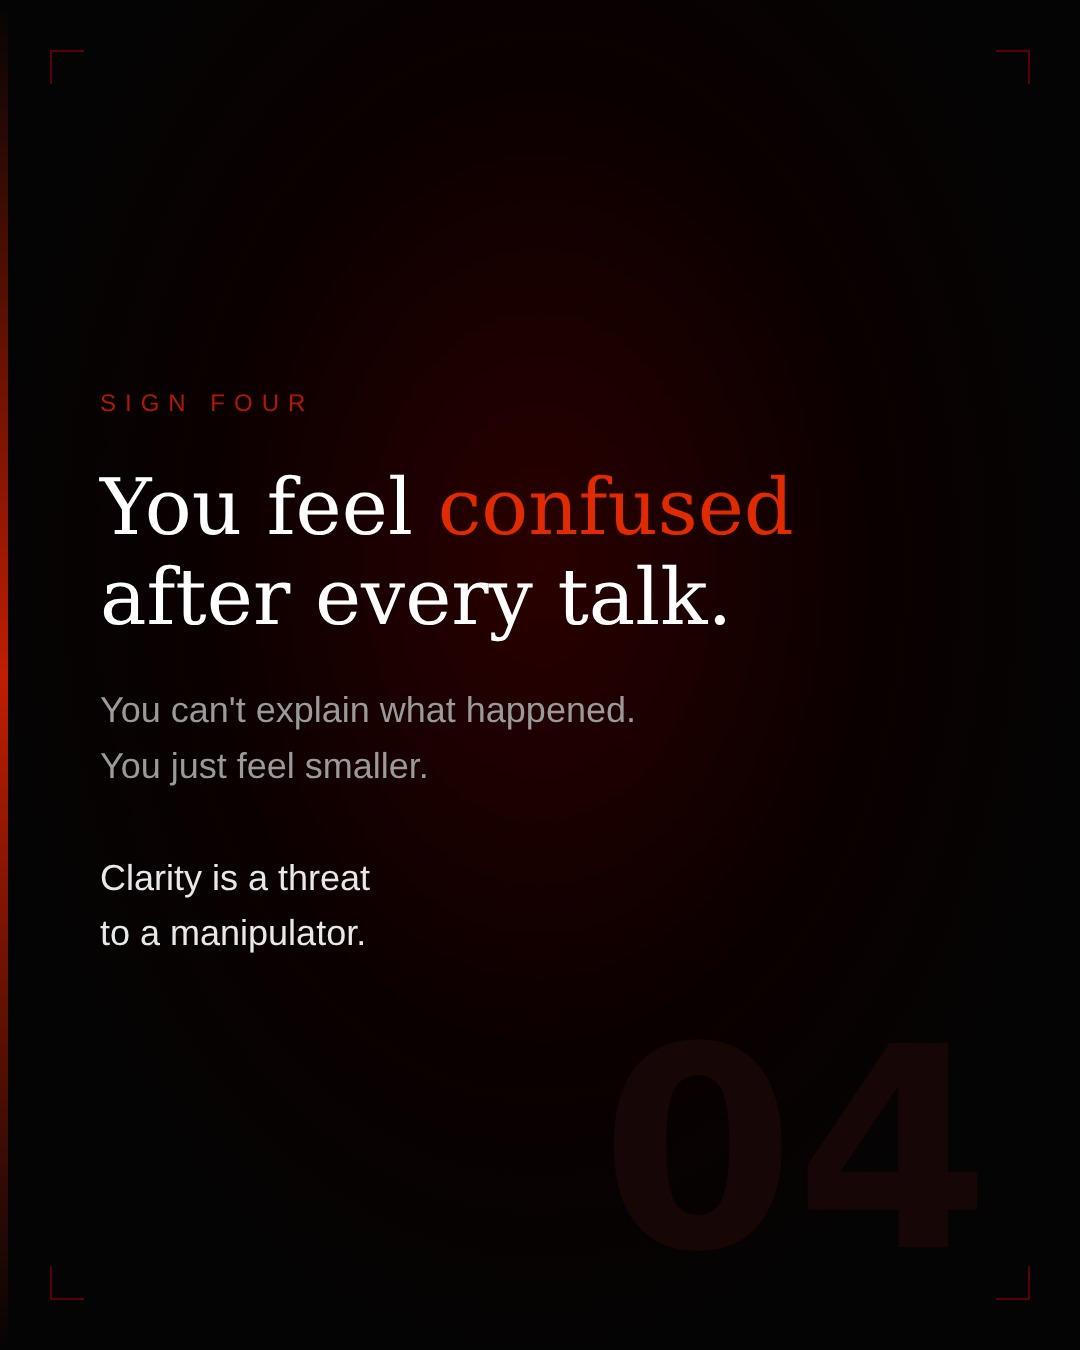 SIGN FOUR
You feel confused
after every talk.
You can't explain what happened.
You just feel smaller.
Clarity is a threat
to a manipulator.
04